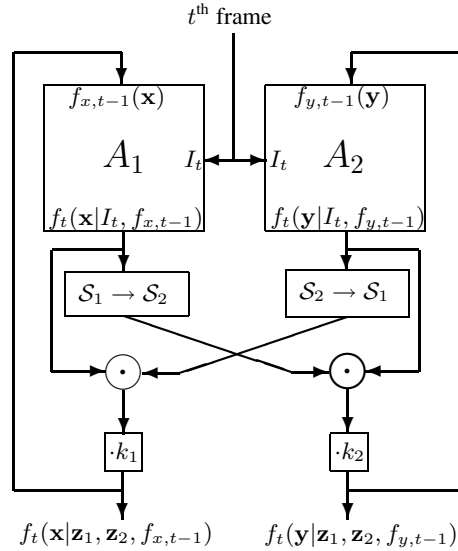 t^th frame
f_{x,t−1}(x) f_{y,t−1}(y)
A_1 I_t I_t A_2
f_t(x|I_t, f_{x,t−1}) f_t(y|I_t, f_{y,t−1})
S_1 → S_2 S_2 → S_1
· ·
·k_1 ·k_2
f_t(x|z_1, z_2, f_{x,t−1}) f_t(y|z_1, z_2, f_{y,t−1})